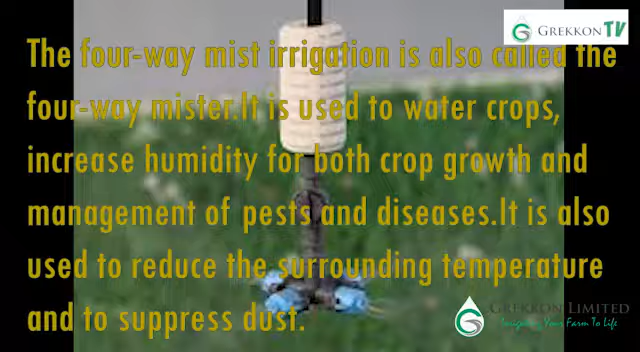 GREKKON TV
The four-way mist irrigation is also called the
four-way mister.It is used to water crops,
increase humidity for both crop growth and
management of pests and diseases.It is also
used to reduce the surrounding temperature
and to suppress dust.
GREKKON LIMITED
Your Farm To Life